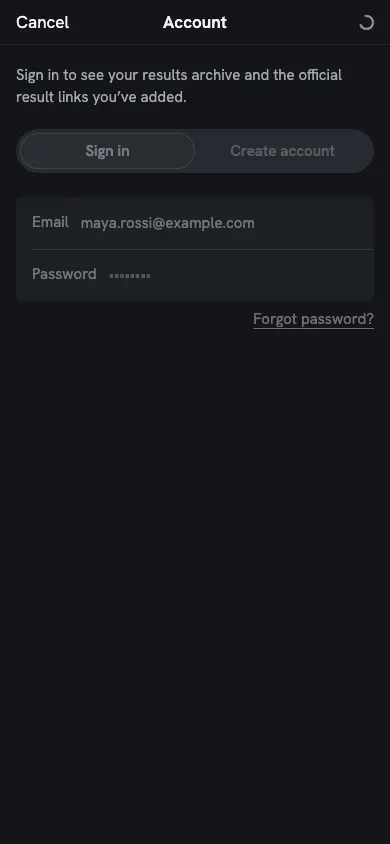 Cancel Account
Sign in to see your results archive and the official
result links you’ve added.
Sign in Create account
Email maya.rossi@example.com
Password ••••••••
Forgot password?